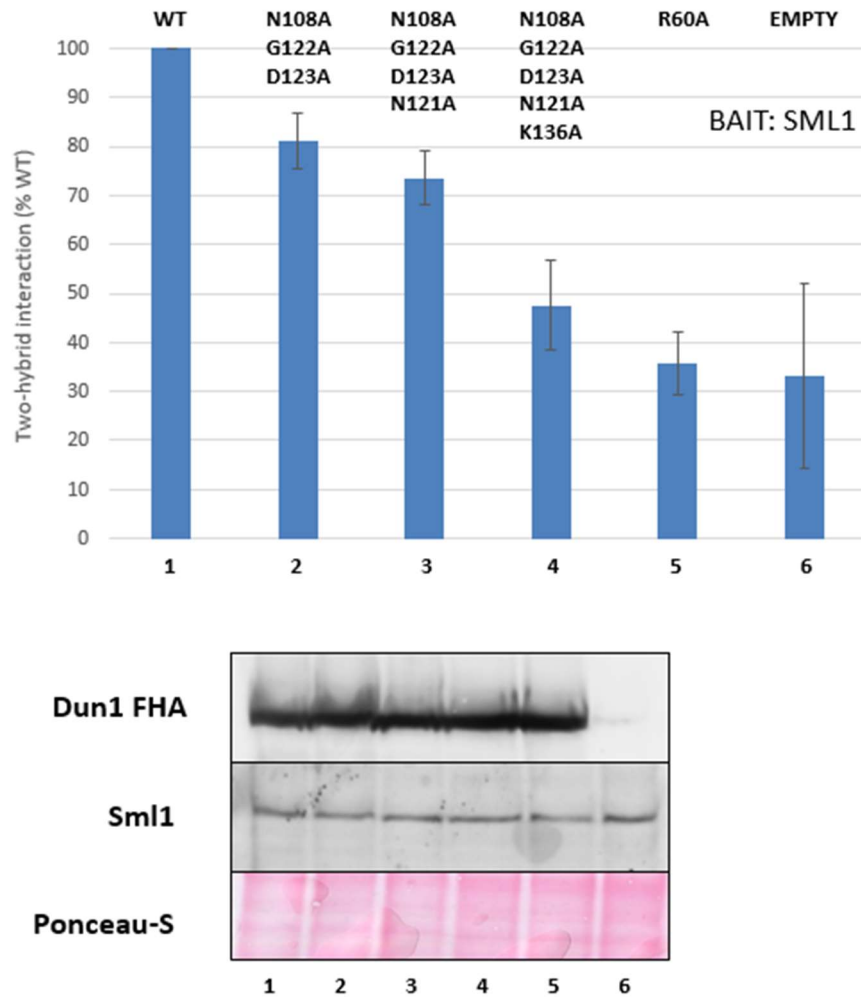 WT N108A N108A N108A R60A EMPTY
G122A G122A G122A
D123A D123A D123A
N121A N121A
K136A
BAIT: SML1
Two-hybrid interaction (% WT)
100
90
80
70
60
50
40
30
20
10
0
1 2 3 4 5 6
Dun1 FHA
Sml1
Ponceau-S
1 2 3 4 5 6